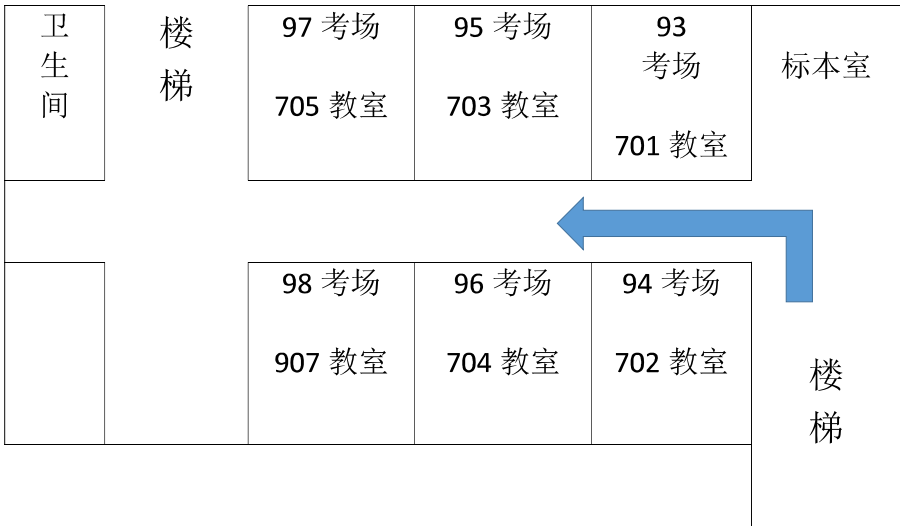 卫生间
楼梯
97 考场
705 教室
95 考场
703 教室
93
考场
701 教室
标本室
98 考场
907 教室
96 考场
704 教室
94 考场
702 教室
楼梯